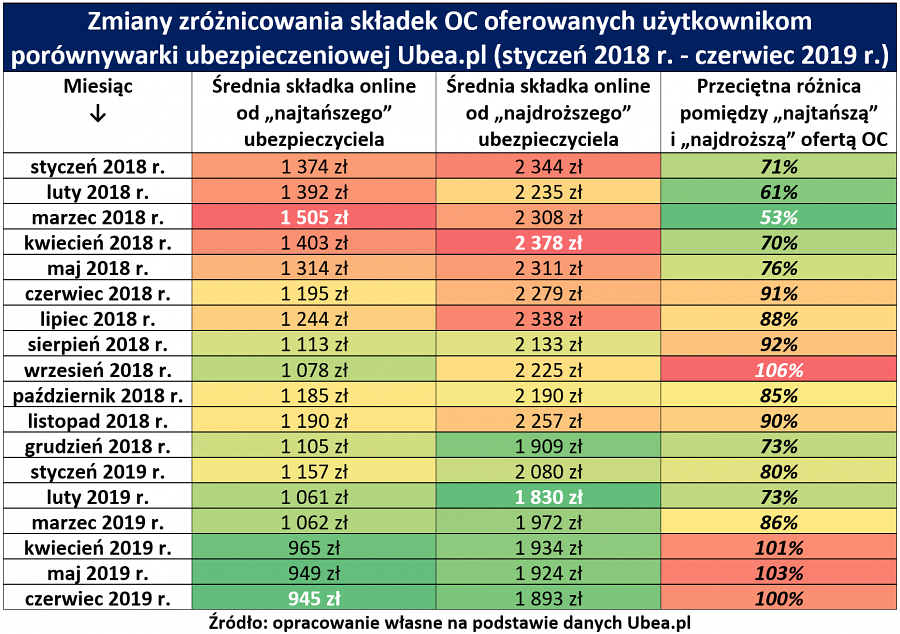 Zmiany zróżnicowania składek OC oferowanych użytkownikom
porównywarki ubezpieczeniowej Ubea.pl (styczeń 2018 r. - czerwiec 2019 r.)
Miesiąc ↓ Średnia składka online od „najtańszego” ubezpieczyciela Średnia składka online od „najdroższego” ubezpieczyciela Przeciętna różnica pomiędzy „najtańszą” i „najdroższą” ofertą OC
styczeń 2018 r. 1 374 zł 2 344 zł 71%
luty 2018 r. 1 392 zł 2 235 zł 61%
marzec 2018 r. 1 505 zł 2 308 zł 53%
kwiecień 2018 r. 1 403 zł 2 378 zł 70%
maj 2018 r. 1 314 zł 2 311 zł 76%
czerwiec 2018 r. 1 195 zł 2 279 zł 91%
lipiec 2018 r. 1 244 zł 2 338 zł 88%
sierpień 2018 r. 1 113 zł 2 133 zł 92%
wrzesień 2018 r. 1 078 zł 2 225 zł 106%
październik 2018 r. 1 185 zł 2 190 zł 85%
listopad 2018 r. 1 190 zł 2 257 zł 90%
grudzień 2018 r. 1 105 zł 1 909 zł 73%
styczeń 2019 r. 1 157 zł 2 080 zł 80%
luty 2019 r. 1 061 zł 1 830 zł 73%
marzec 2019 r. 1 062 zł 1 972 zł 86%
kwiecień 2019 r. 965 zł 1 934 zł 101%
maj 2019 r. 949 zł 1 924 zł 103%
czerwiec 2019 r. 945 zł 1 893 zł 100%
Źródło: opracowanie własne na podstawie danych Ubea.pl